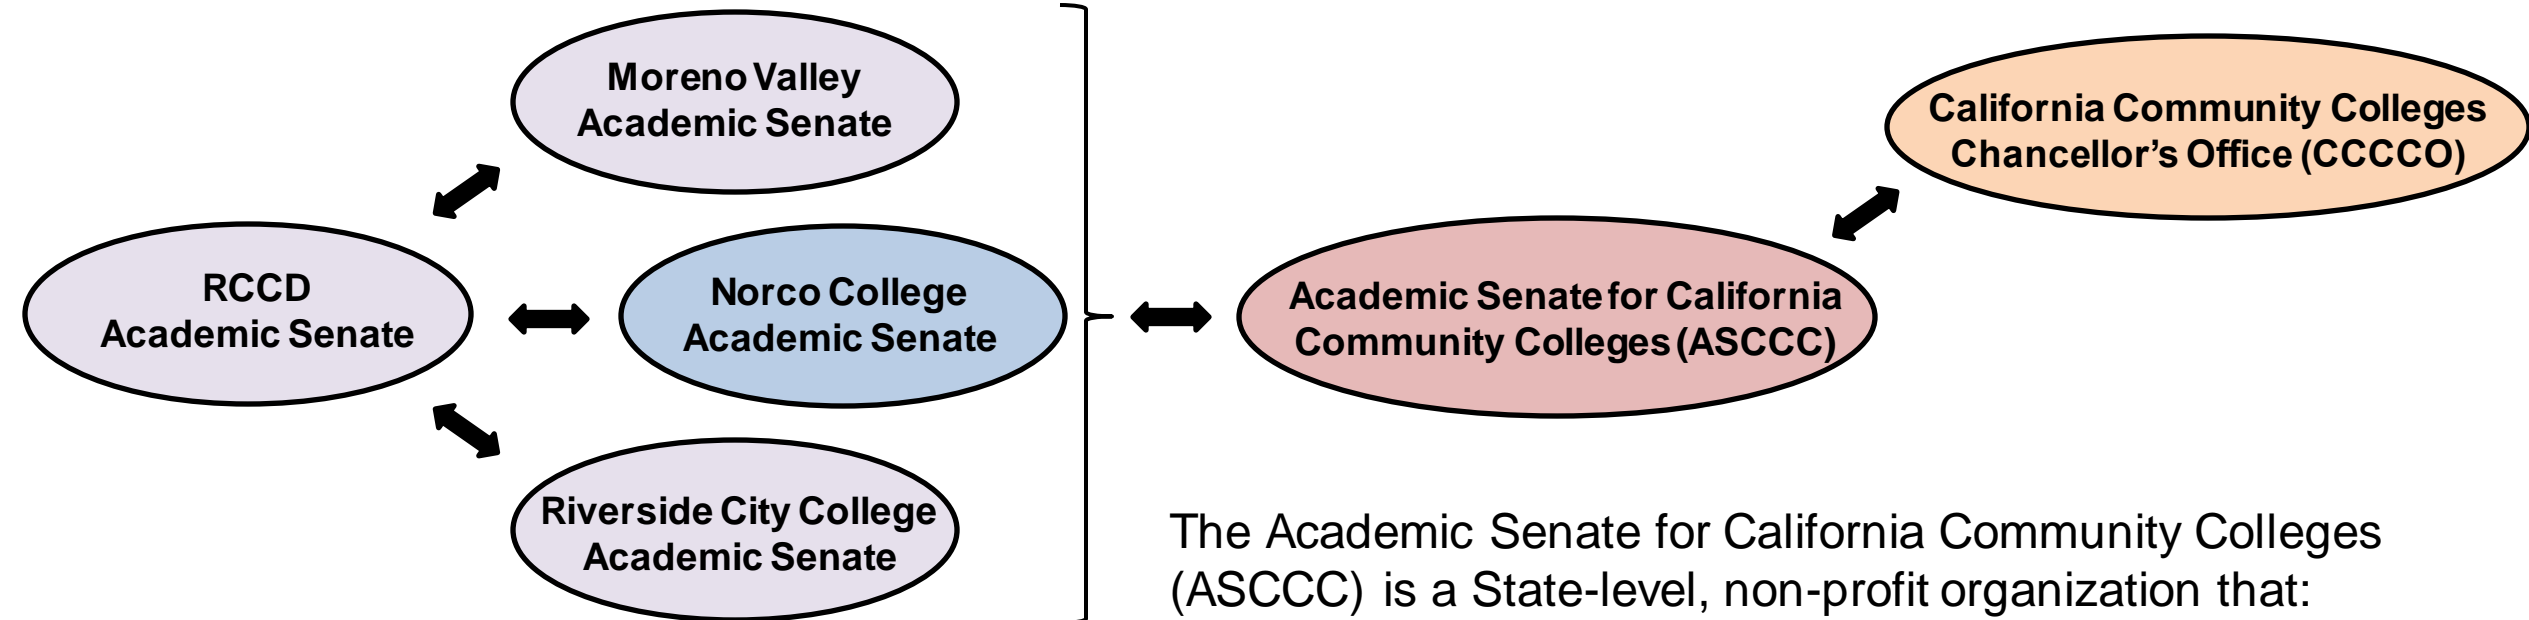 Moreno Valley
Academic Senate
California Community Colleges
Chancellor’s Office (CCCCO)
RCCD
Academic Senate
Norco College
Academic Senate
Academic Senate for California
Community Colleges (ASCCC)
Riverside City College
Academic Senate
The Academic Senate for California Community Colleges
(ASCCC) is a State-level, non-profit organization that: